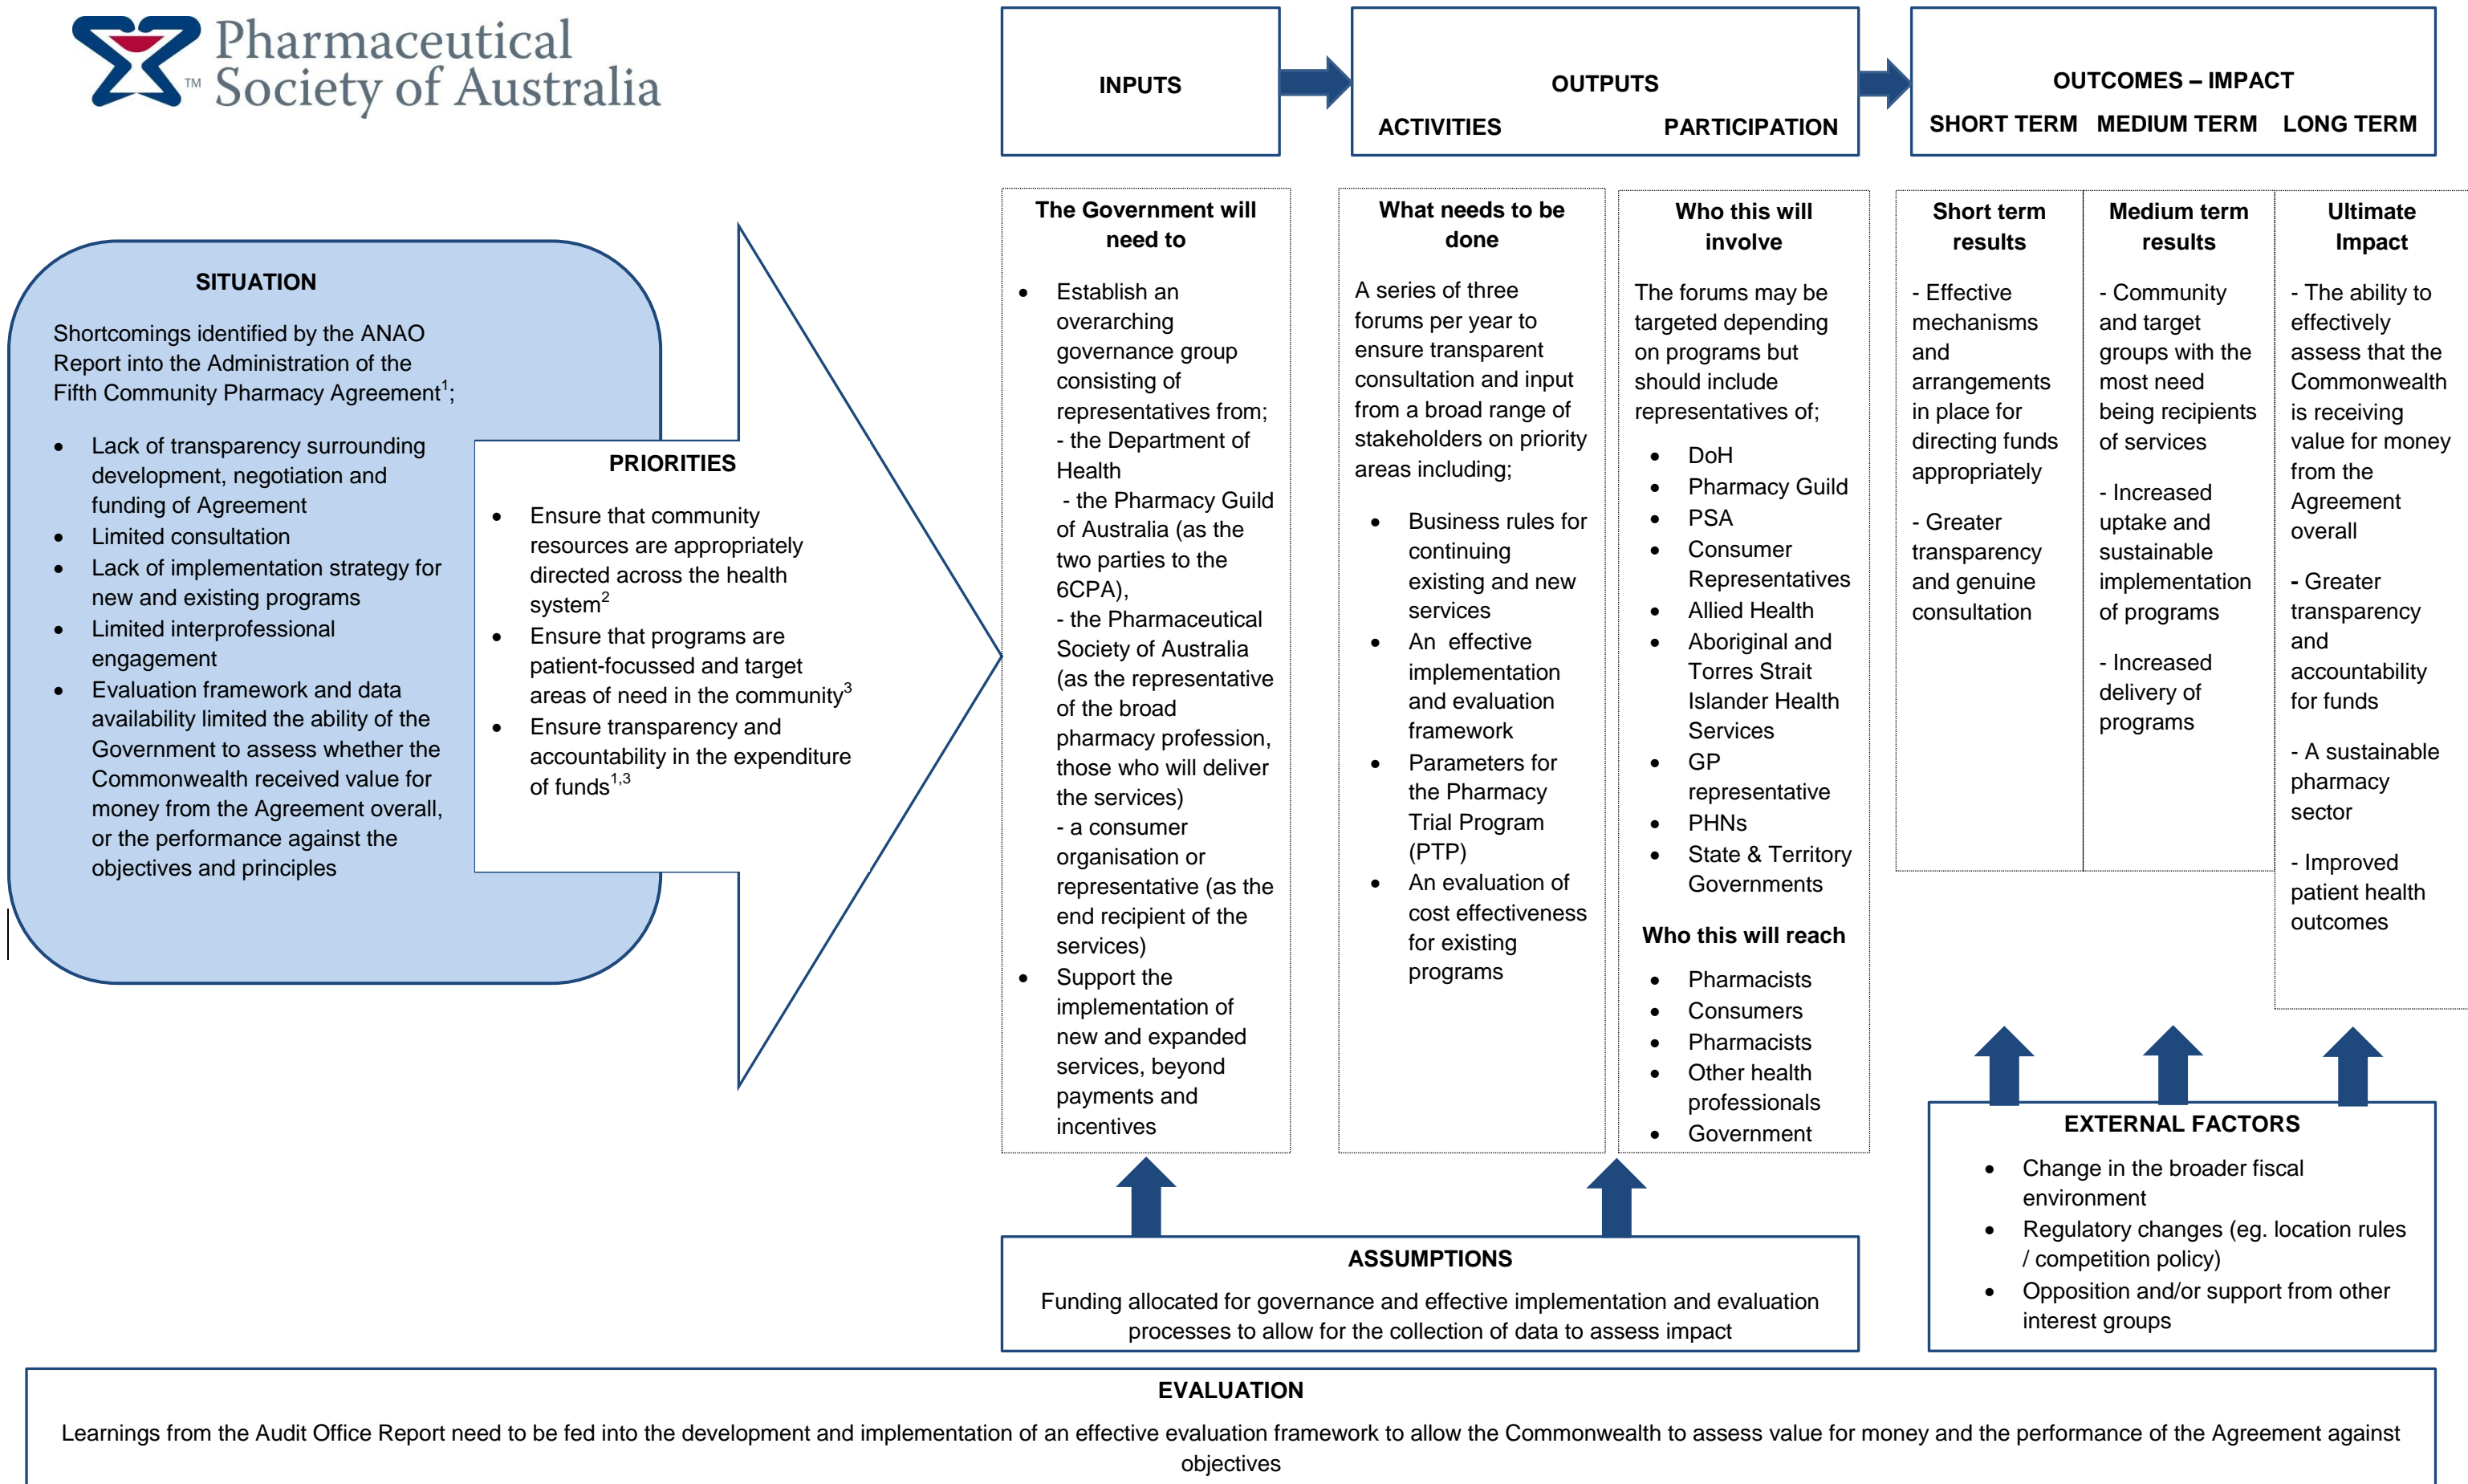 Pharmaceutical
Society of Australia
TM
INPUTS
OUTPUTS
ACTIVITIES PARTICIPATION
OUTCOMES – IMPACT
SHORT TERM MEDIUM TERM LONG TERM
SITUATION
Shortcomings identified by the ANAO
Report into the Administration of the
Fifth Community Pharmacy Agreement1;
• Lack of transparency surrounding
development, negotiation and
funding of Agreement
• Limited consultation
• Lack of implementation strategy for
new and existing programs
• Limited interprofessional
engagement
• Evaluation framework and data
availability limited the ability of the
Government to assess whether the
Commonwealth received value for
money from the Agreement overall,
or the performance against the
objectives and principles
PRIORITIES
• Ensure that community
resources are appropriately
directed across the health
system2
• Ensure that programs are
patient-focussed and target
areas of need in the community3
• Ensure transparency and
accountability in the expenditure
of funds1,3
The Government will
need to
• Establish an
overarching
governance group
consisting of
representatives from;
- the Department of
Health
- the Pharmacy Guild
of Australia (as the
two parties to the
6CPA),
- the Pharmaceutical
Society of Australia
(as the representative
of the broad
pharmacy profession,
those who will deliver
the services)
- a consumer
organisation or
representative (as the
end recipient of the
services)
• Support the
implementation of
new and expanded
services, beyond
payments and
incentives
What needs to be
done
A series of three
forums per year to
ensure transparent
consultation and input
from a broad range of
stakeholders on priority
areas including;
• Business rules for
continuing
existing and new
services
• An effective
implementation
and evaluation
framework
• Parameters for
the Pharmacy
Trial Program
(PTP)
• An evaluation of
cost effectiveness
for existing
programs
Who this will
involve
The forums may be
targeted depending
on programs but
should include
representatives of;
• DoH
• Pharmacy Guild
• PSA
• Consumer
Representatives
• Allied Health
• Aboriginal and
Torres Strait
Islander Health
Services
• GP
representative
• PHNs
• State & Territory
Governments
Who this will reach
• Pharmacists
• Consumers
• Pharmacists
• Other health
professionals
• Government
Short term
results
- Effective
mechanisms
and
arrangements
in place for
directing funds
appropriately
- Greater
transparency
and genuine
consultation
Medium term
results
- Community
and target
groups with the
most need
being recipients
of services
- Increased
uptake and
sustainable
implementation
of programs
- Increased
delivery of
programs
Ultimate
Impact
- The ability to
effectively
assess that the
Commonwealth
is receiving
value for money
from the
Agreement
overall
- Greater
transparency
and
accountability
for funds
- A sustainable
pharmacy
sector
- Improved
patient health
outcomes
ASSUMPTIONS
Funding allocated for governance and effective implementation and evaluation
processes to allow for the collection of data to assess impact
EXTERNAL FACTORS
• Change in the broader fiscal
environment
• Regulatory changes (eg. location rules
/ competition policy)
• Opposition and/or support from other
interest groups
EVALUATION
Learnings from the Audit Office Report need to be fed into the development and implementation of an effective evaluation framework to allow the Commonwealth to assess value for money and the performance of the Agreement against
objectives